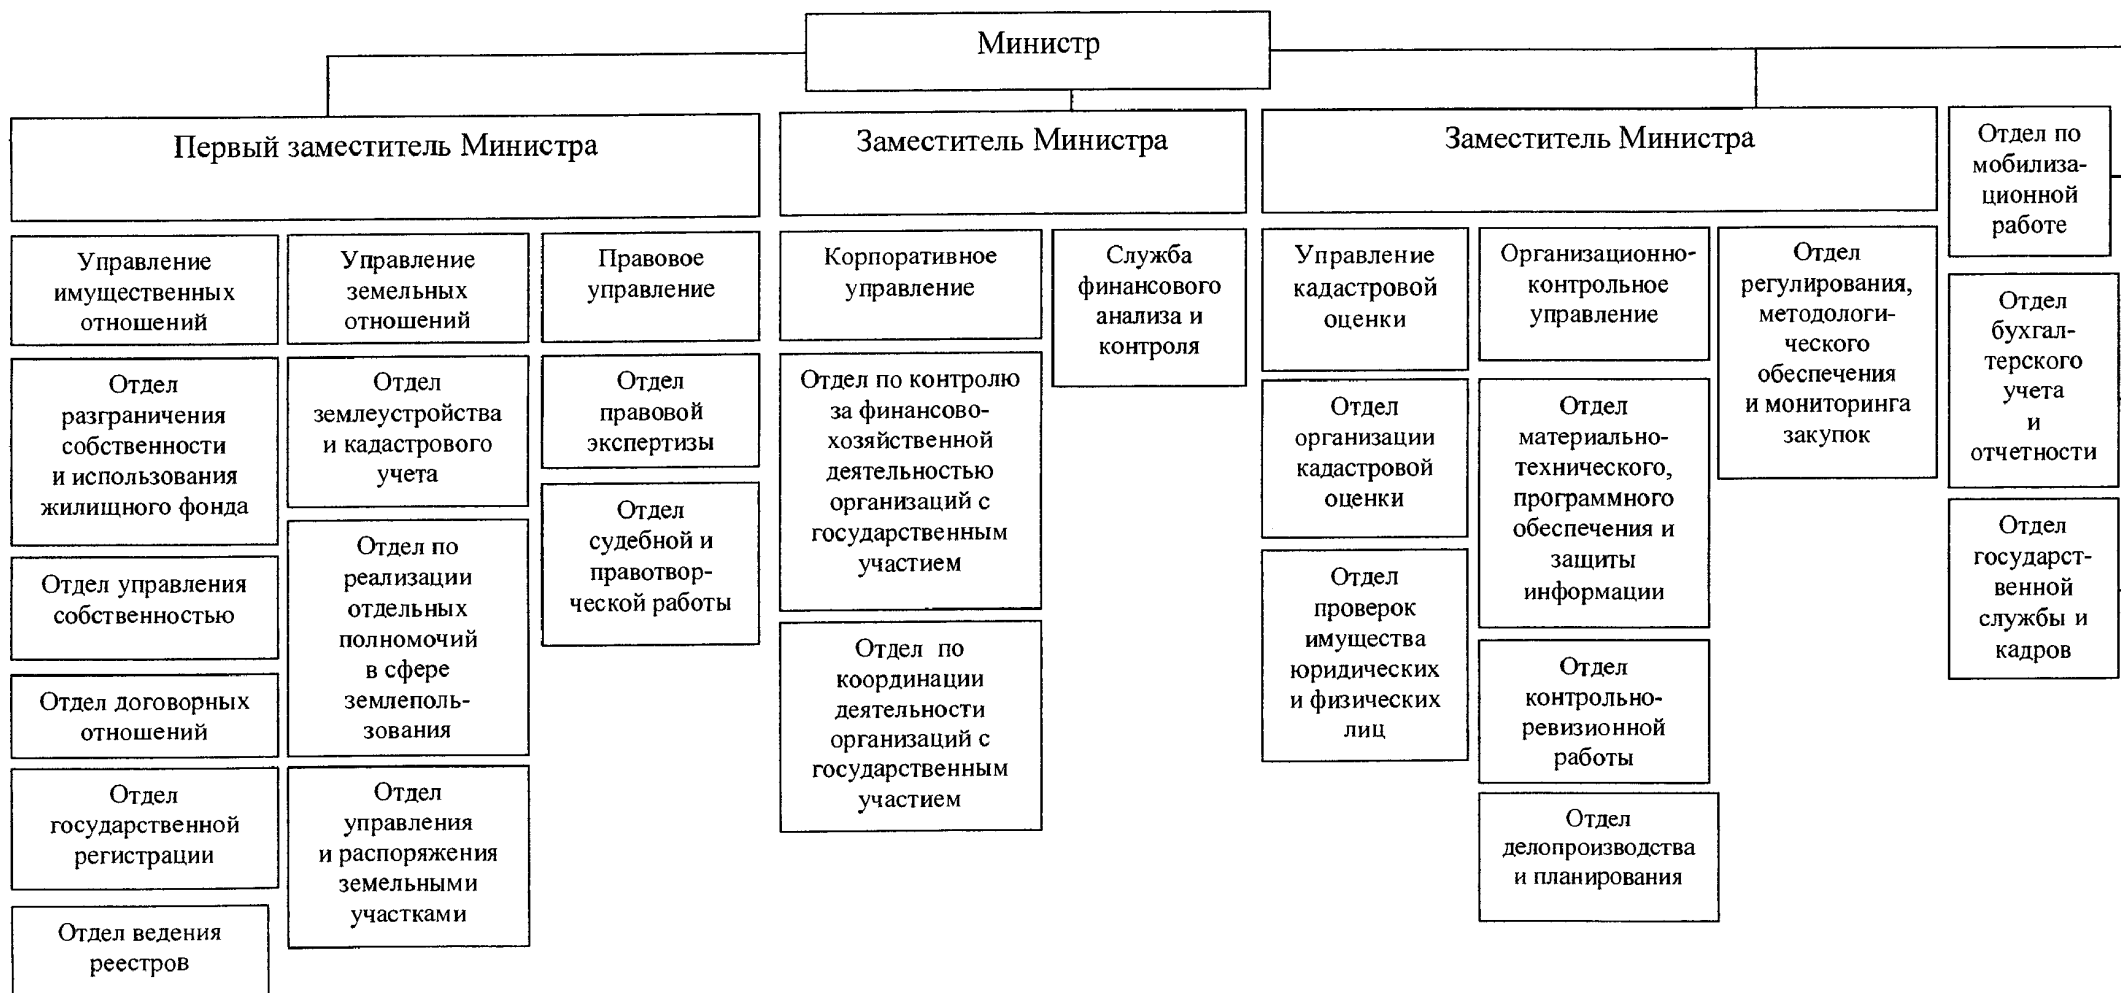 Министр
Первый заместитель Министра
Заместитель Министра
Заместитель Министра
Отдел по
мобилиза-
ционной
работе
Управление
имущественных
отношений
Отдел
разграничения
собственности
и использования
жилищного фонда
Отдел управления
собственностью
Отдел договорных
отношений
Отдел
государственной
регистрации
Отдел ведения
реестров
Управление
земельных
отношений
Отдел
землеустройства
и кадастрового
учета
Отдел по
реализации
отдельных
полномочий
в сфере
землеполь-
зования
Отдел
управления
и распоряжения
земельными
участками
Правовое
управление
Отдел
правовой
экспертизы
Отдел
судебной и
правотвор-
ческой работы
Корпоративное
управление
Отдел по контролю
за финансово-
хозяйственной
деятельностью
организаций с
государственным
участием
Отдел по
координации
деятельности
организаций с
государственным
участием
Служба
финансового
анализа и
контроля
Управление
кадастровой
оценки
Отдел
организации
кадастровой
оценки
Отдел
проверок
имущества
юридических
и физических
лиц
Организационно-
контрольное
управление
Отдел
материально-
технического,
программного
обеспечения и
защиты
информации
Отдел
контрольно-
ревизионной
работы
Отдел
делопроизводства
и планирования
Отдел
регулирования,
методологи-
ческого
обеспечения
и мониторинга
закупок
Отдел
бухгал-
терского
учета
и
отчетности
Отдел
государст-
венной
службы и
кадров